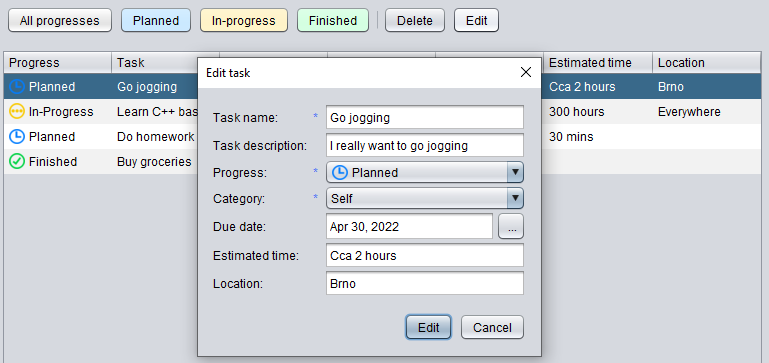 All progresses Planned In-progress Finished Delete Edit
Progress Task Estimated time Location
Planned Go jogging Cca 2 hours Brno
In-Progress Learn C++ bas 300 hours Everywhere
Planned Do homework 30 mins
Finished Buy groceries
Edit task
Task name: * Go jogging
Task description: I really want to go jogging
Progress: * Planned
Category: * Self
Due date: Apr 30, 2022 ...
Estimated time: Cca 2 hours
Location: Brno
Edit Cancel